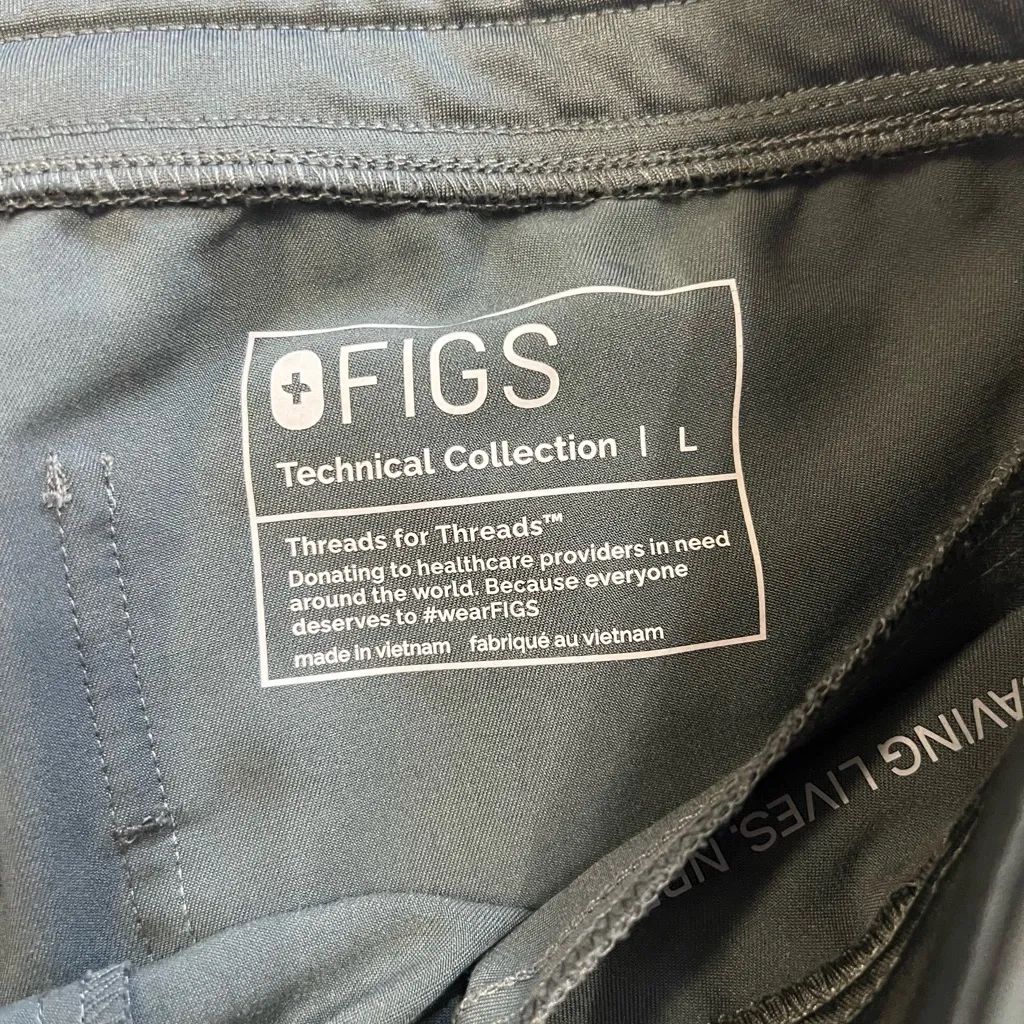 FIGS
Technical Collection | L
Threads for Threads™
Donating to healthcare providers in need
around the world. Because everyone
deserves to #wearFIGS
made in vietnam fabriqué au vietnam
AVING LIVES.